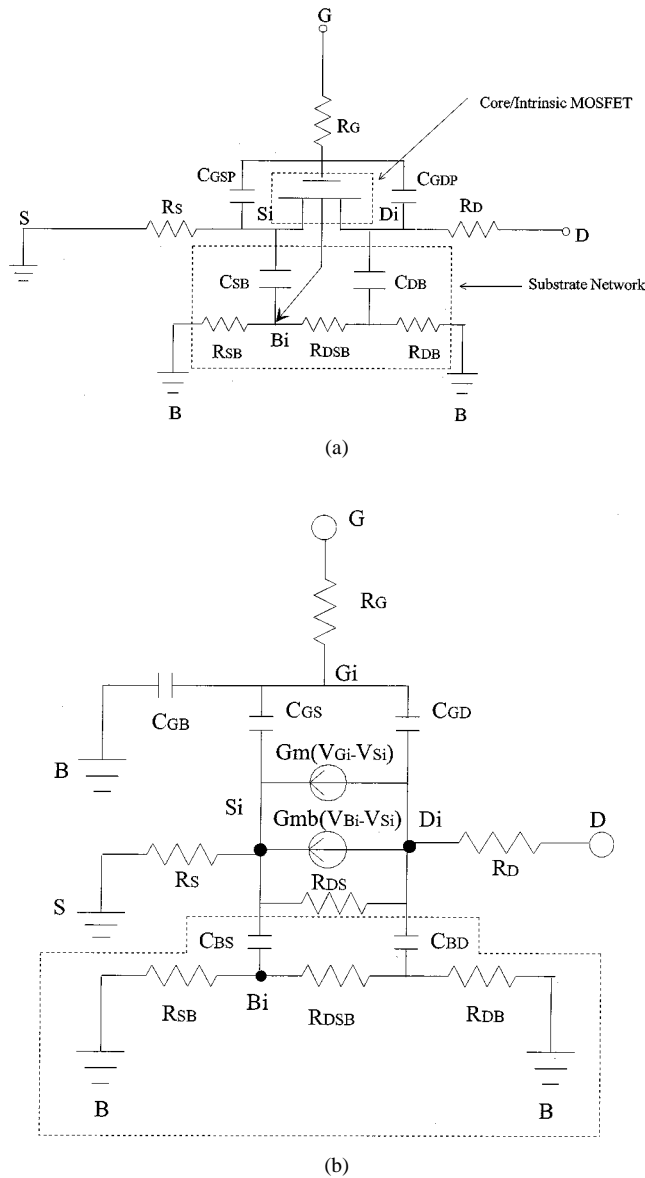 G
RG
Core/Intrinsic MOSFET
CGSP
CGDP
S
RS
Si
Di
RD
D
CSB
CDB
Substrate Network
RSB
Bi
RDSB
RDB
B
B
(a)
G
RG
Gi
CGB
CGS
CGD
B
Gm(VGi-VSi)
Si
Gmb(VBi-VSi)
Di
D
RS
RDS
RD
S
CBS
CBD
RSB
Bi
RDSB
RDB
B
B
(b)